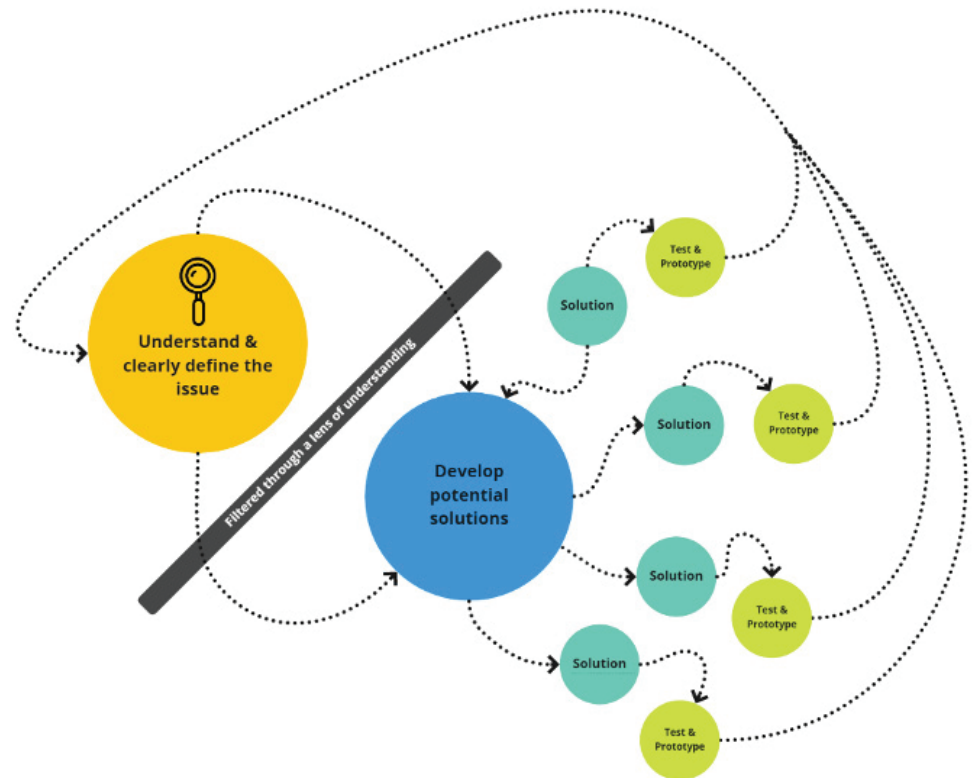 Understand &
clearly define the
issue
Filtered through a lens of understanding
Develop
potential
solutions
Solution
Test &
Prototype
Solution
Test &
Prototype
Solution
Test &
Prototype
Solution
Test &
Prototype